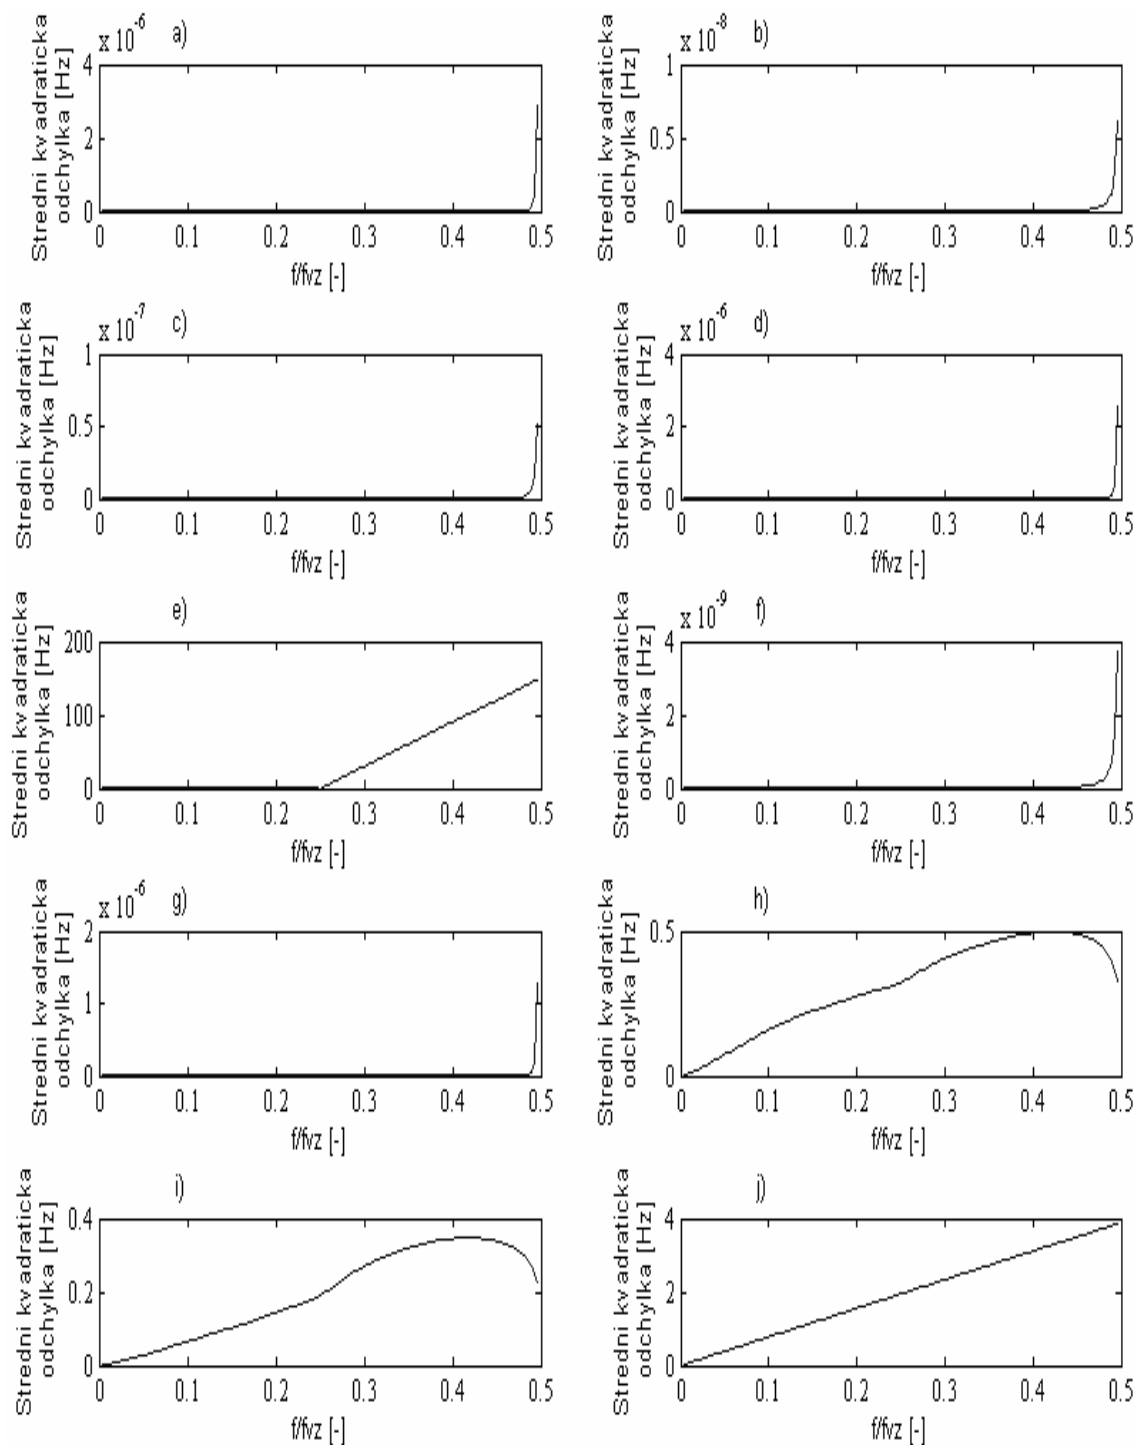 x 10^-6 a)
Stredni kvadraticka
odchylka [Hz]
4
2
0
0 0.1 0.2 0.3 0.4 0.5
f/fvz [-]
x 10^-8 b)
Stredni kvadraticka
odchylka [Hz]
1
0.5
0
0 0.1 0.2 0.3 0.4 0.5
f/fvz [-]
x 10^-7 c)
Stredni kvadraticka
odchylka [Hz]
1
0.5
0
0 0.1 0.2 0.3 0.4 0.5
f/fvz [-]
x 10^-6 d)
Stredni kvadraticka
odchylka [Hz]
4
2
0
0 0.1 0.2 0.3 0.4 0.5
f/fvz [-]
e)
Stredni kvadraticka
odchylka [Hz]
200
100
0
0 0.1 0.2 0.3 0.4 0.5
f/fvz [-]
x 10^-9 f)
Stredni kvadraticka
odchylka [Hz]
4
2
0
0 0.1 0.2 0.3 0.4 0.5
f/fvz [-]
x 10^-6 g)
Stredni kvadraticka
odchylka [Hz]
2
1
0
0 0.1 0.2 0.3 0.4 0.5
f/fvz [-]
h)
Stredni kvadraticka
odchylka [Hz]
0.5
0
0 0.1 0.2 0.3 0.4 0.5
f/fvz [-]
i)
Stredni kvadraticka
odchylka [Hz]
0.4
0.2
0
0 0.1 0.2 0.3 0.4 0.5
f/fvz [-]
j)
Stredni kvadraticka
odchylka [Hz]
4
2
0
0 0.1 0.2 0.3 0.4 0.5
f/fvz [-]